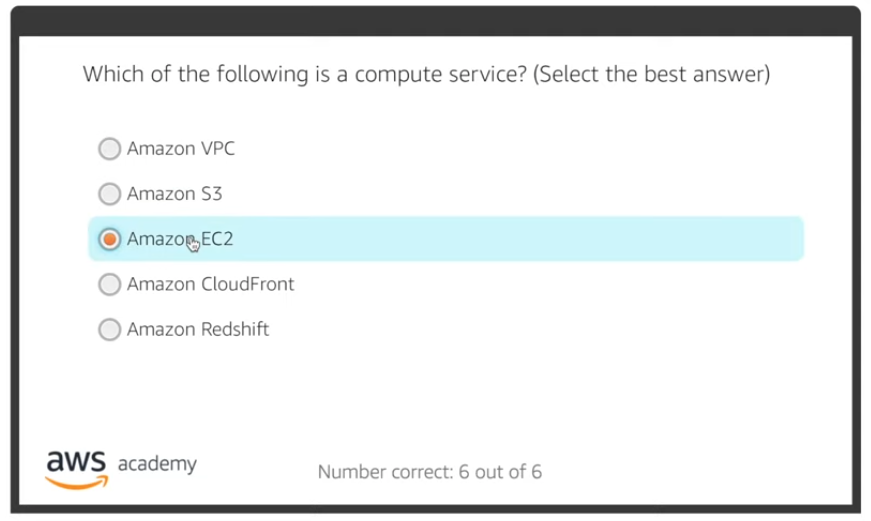 Which of the following is a compute service? (Select the best answer)
Amazon VPC
Amazon S3
Amazon EC2
Amazon CloudFront
Amazon Redshift
aws academy
Number correct: 6 out of 6